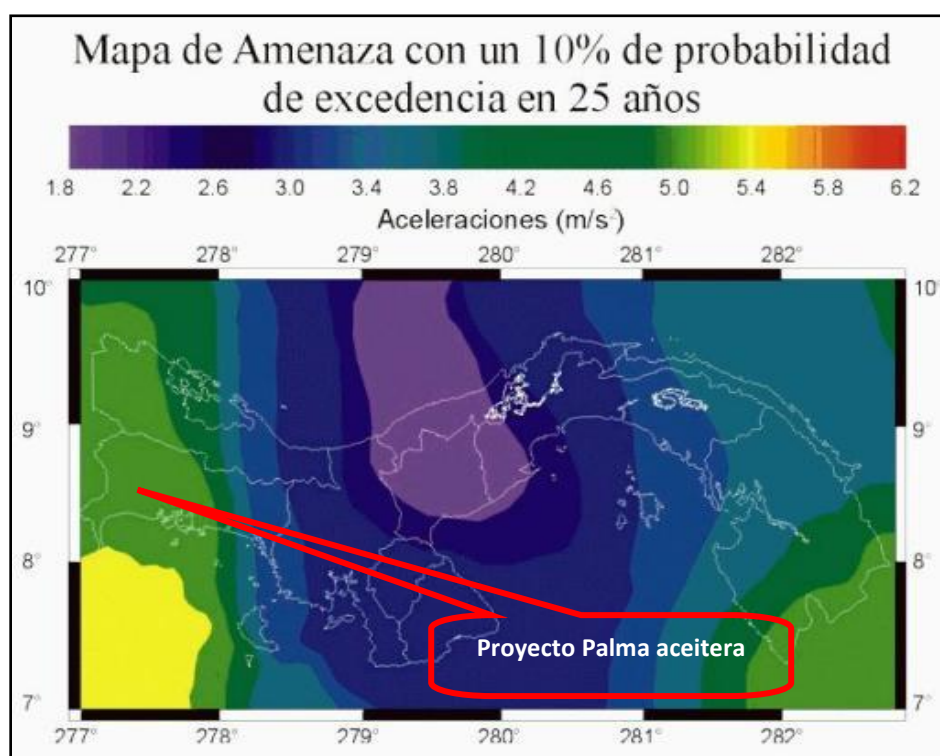 Mapa de Amenaza con un 10% de probabilidad
de excedencia en 25 años
1.8 2.2 2.6 3.0 3.4 3.8 4.2 4.6 5.0 5.4 5.8 6.2
Aceleraciones (m/s²)
277° 278° 279° 280° 281° 282°
10° 10°
9° 9°
8° 8°
Proyecto Palma aceitera
7° 7°
277° 278° 279° 280° 281° 282°